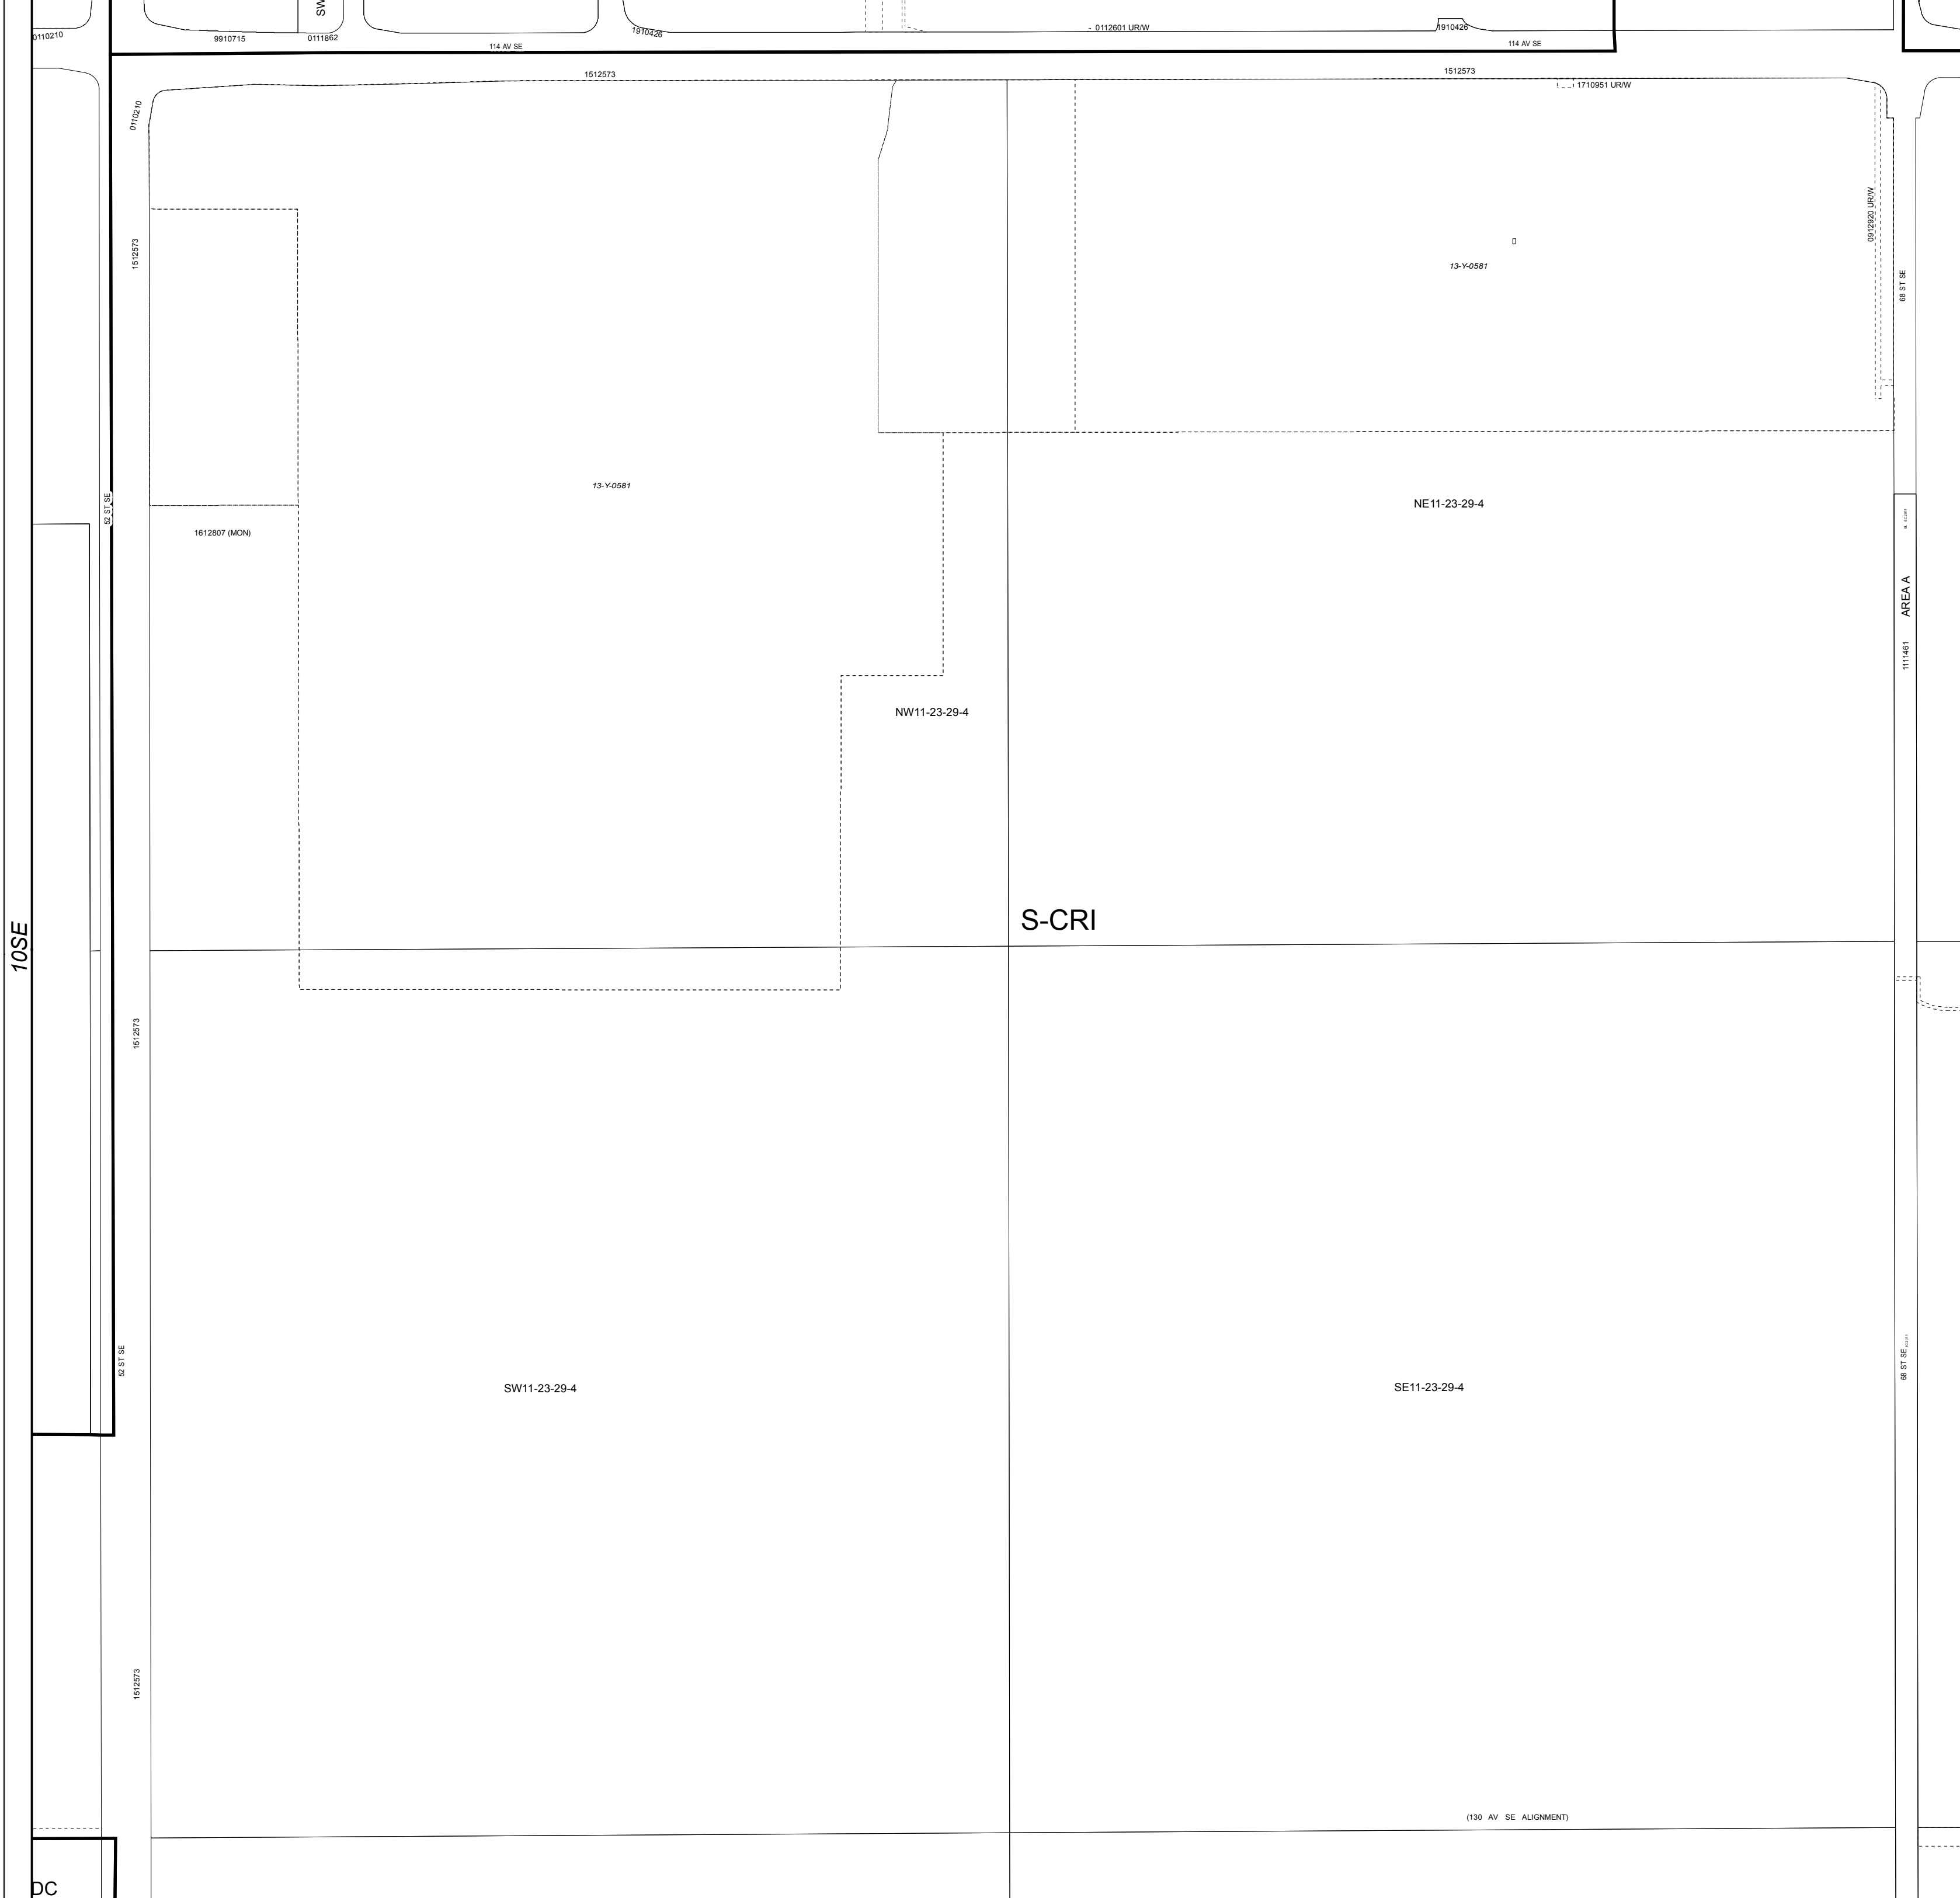 SW
0110210
9910715
0111862
1910426
0112601 UR/W
1910426
114 AV SE
114 AV SE
1512573
1512573
1710951 UR/W
0110210
1512573
0912920 UR/W
13-Y-0581
68 ST SE
13-Y-0581
52 ST SE
NE11-23-29-4
1612807 (MON)
AREA A
1111461
NW11-23-29-4
S-CRI
10SE
1512573
52 ST SE
68 ST SE
SW11-23-29-4
SE11-23-29-4
1512573
(130 AV SE ALIGNMENT)
DC